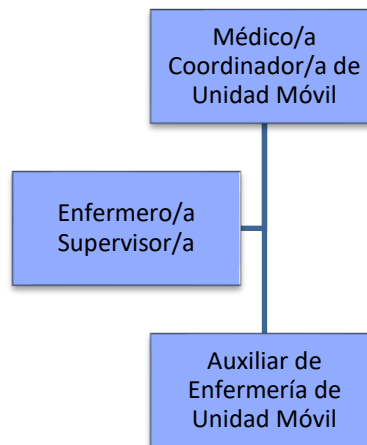 Médico/a
Coordinador/a de
Unidad Móvil
Enfermero/a
Supervisor/a
Auxiliar de
Enfermería de
Unidad Móvil